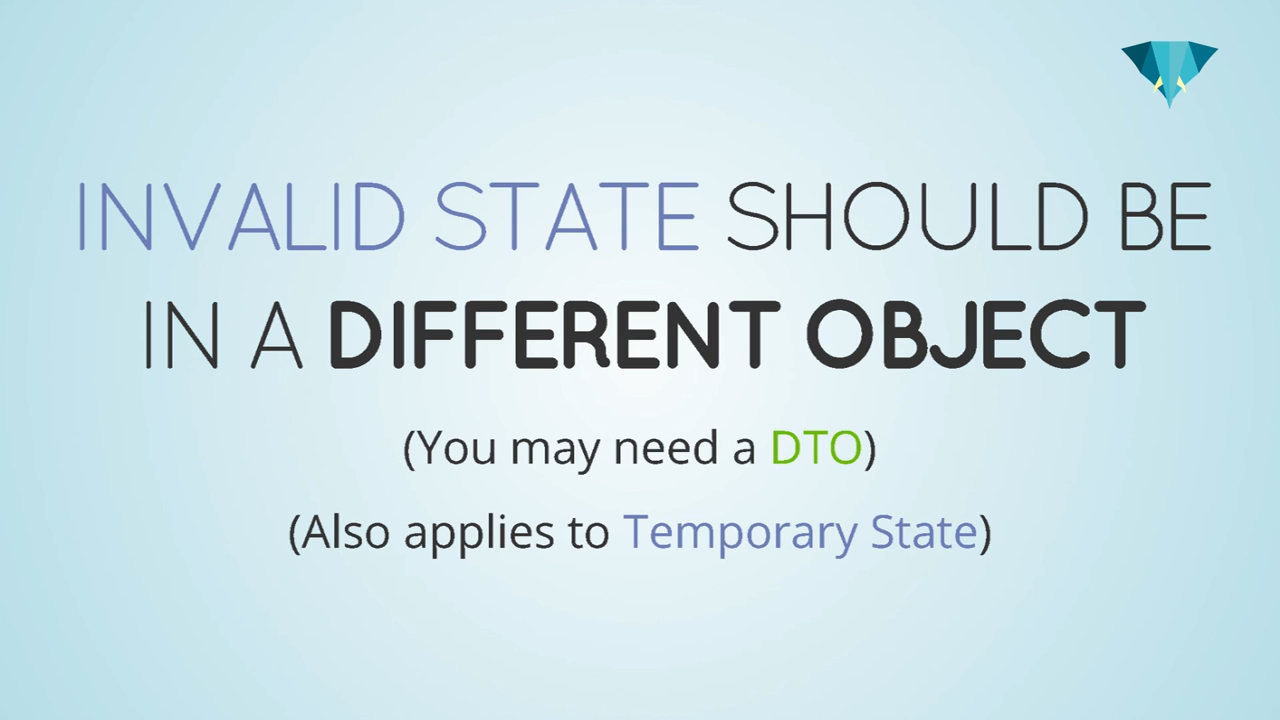 INVALID STATE SHOULD BE
IN A DIFFERENT OBJECT
(You may need a DTO)
(Also applies to Temporary State)